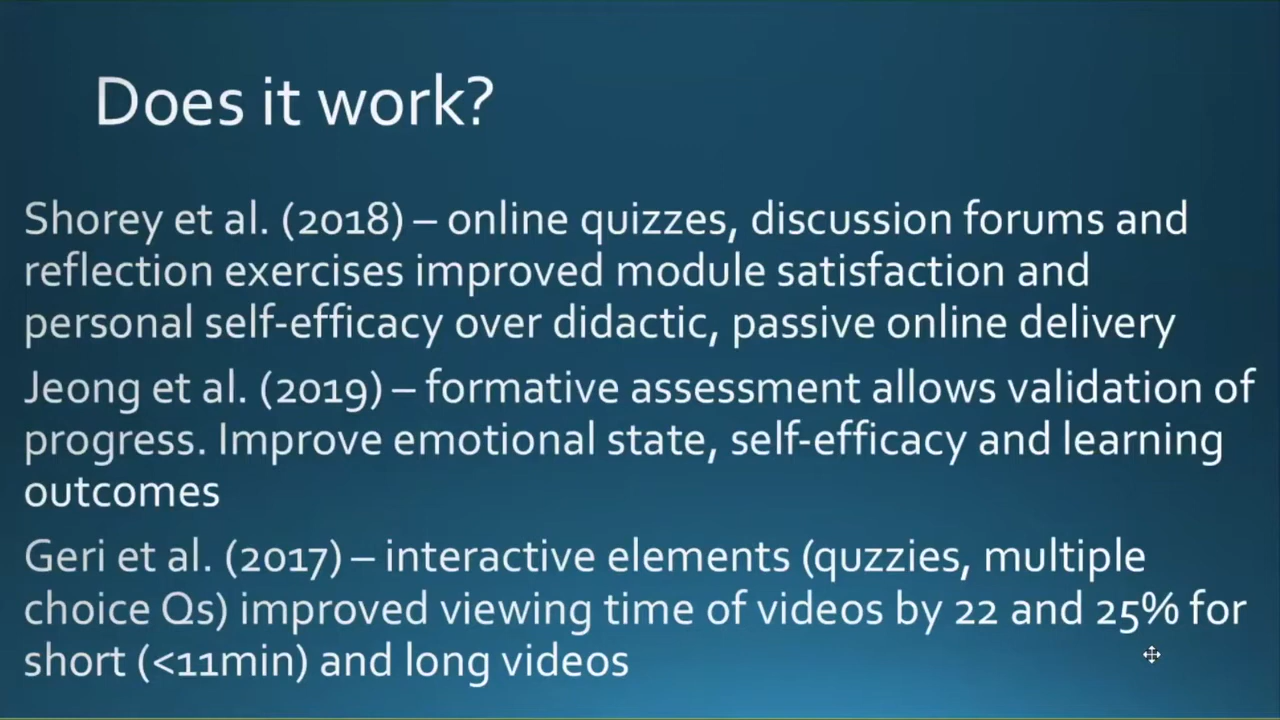 Does it work?
Shorey et al. (2018) – online quizzes, discussion forums and
reflection exercises improved module satisfaction and
personal self-efficacy over didactic, passive online delivery
Jeong et al. (2019) – formative assessment allows validation of
progress. Improve emotional state, self-efficacy and learning
outcomes
Geri et al. (2017) – interactive elements (quzzies, multiple
choice Qs) improved viewing time of videos by 22 and 25% for
short (<11min) and long videos